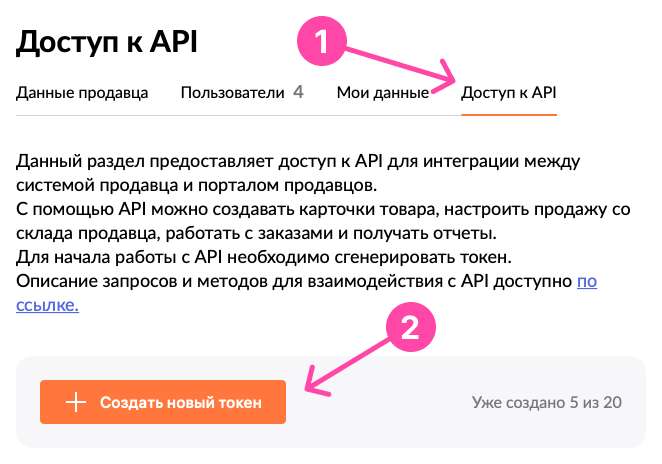 Доступ к API
1
Данные продавца Пользователи 4 Мои данные Доступ к API
Данный раздел предоставляет доступ к API для интеграции между
системой продавца и порталом продавцов.
С помощью API можно создавать карточки товара, настроить продажу со
склада продавца, работать с заказами и получать отчеты.
Для начала работы с API необходимо сгенерировать токен.
Описание запросов и методов для взаимодействия с API доступно по
ссылке.
2
Создать новый токен Уже создано 5 из 20